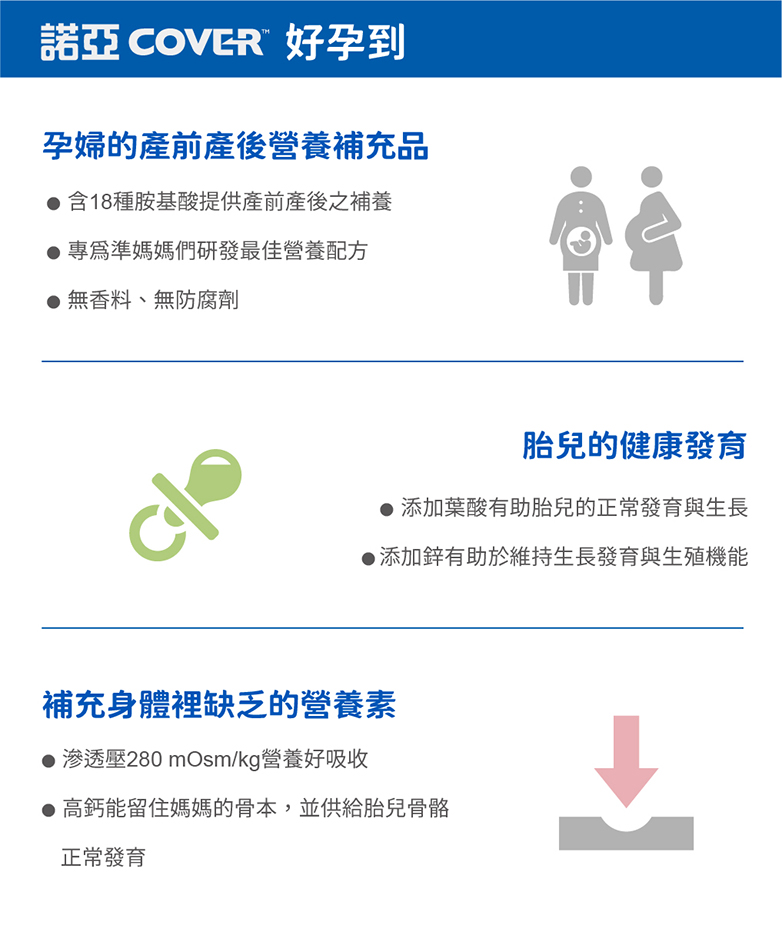 諾亞 COVER™ 好孕到
孕婦的產前產後營養補充品
● 含18種胺基酸提供產前產後之補養
● 專為準媽媽們研發最佳營養配方
● 無香料、無防腐劑
胎兒的健康發育
● 添加葉酸有助胎兒的正常發育與生長
● 添加鋅有助於維持生長發育與生殖機能
補充身體裡缺乏的營養素
● 滲透壓280 mOsm/kg營養好吸收
● 高鈣能留住媽媽的骨本，並供給胎兒骨骼
正常發育